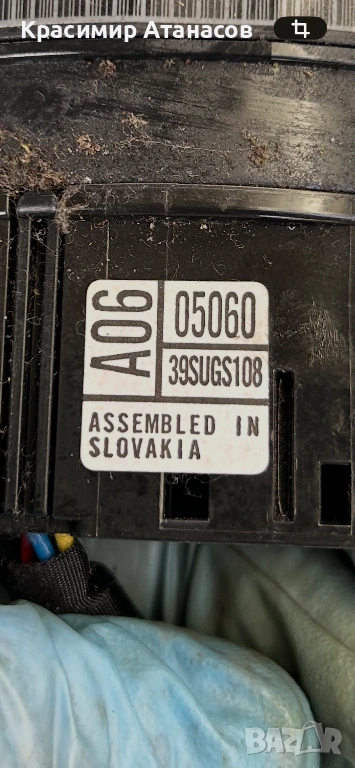 Красимир Атанасов
A06
05060
39SUGS108
ASSEMBLED IN
SLOVAKIA
BAZAR